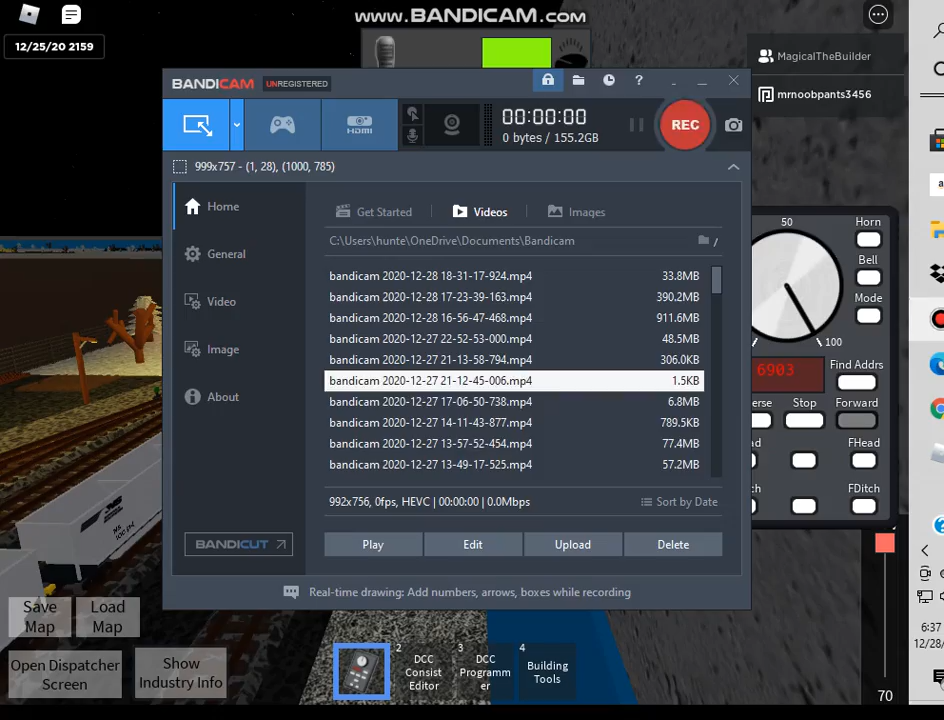 www.BANDICAM.com
12/25/20 2159
MagicalTheBuilder
mrnoobpants3456
BANDICAM UNREGISTERED
?
HDMI
00:00:00
0 bytes / 155.2GB
REC
999x757 - (1, 28), (1000, 785)
Home
General
Video
Image
About
BANDICUT
Get Started
Videos
Images
C:\Users\hunte\OneDrive\Documents\Bandicam
/
bandicam 2020-12-28 18-31-17-924.mp4 33.8MB
bandicam 2020-12-28 17-23-39-163.mp4 390.2MB
bandicam 2020-12-28 16-56-47-468.mp4 911.6MB
bandicam 2020-12-27 22-52-53-000.mp4 48.5MB
bandicam 2020-12-27 21-13-58-794.mp4 306.0KB
bandicam 2020-12-27 21-12-45-006.mp4 1.5KB
bandicam 2020-12-27 17-06-50-738.mp4 6.8MB
bandicam 2020-12-27 14-11-43-877.mp4 789.5KB
bandicam 2020-12-27 13-57-52-454.mp4 77.4MB
bandicam 2020-12-27 13-49-17-525.mp4 57.2MB
992x756, 0fps, HEVC | 00:00:00 | 0.0Mbps
Sort by Date
Play
Edit
Upload
Delete
Real-time drawing: Add numbers, arrows, boxes while recording
50
100
Horn
Bell
Mode
6903
Find Addrs
erse
Stop
Forward
FHead
FDitch
70
Save
Map
Load
Map
Open Dispatcher
Screen
Show
Industry Info
2
DCC
Consist
Editor
3
DCC
Programm
er
4
Building
Tools
6:37
12/28/